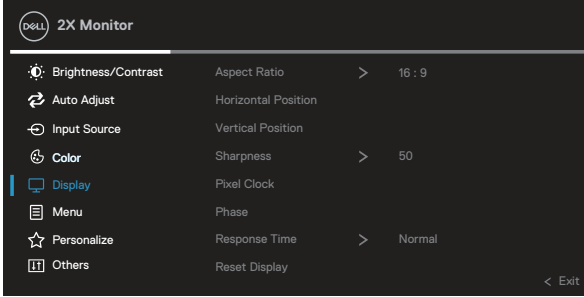 DELL 2X Monitor
Brightness/Contrast Aspect Ratio > 16 : 9
Auto Adjust Horizontal Position
Input Source Vertical Position
Color Sharpness > 50
Display Pixel Clock
Menu Phase
Personalize Response Time > Normal
Others Reset Display
< Exit